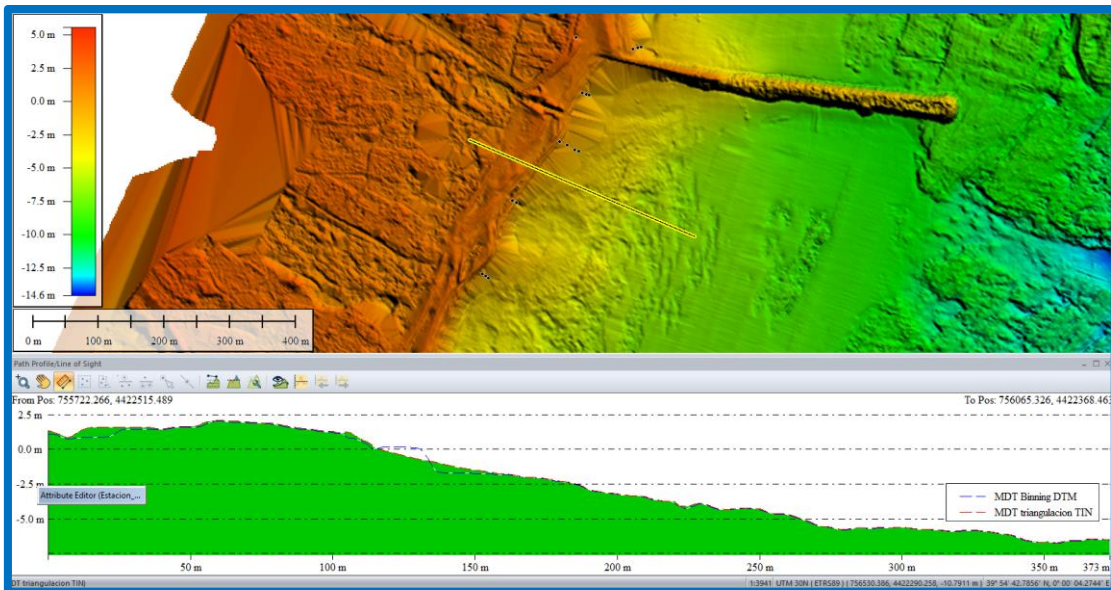 5.0 m
2.5 m
0.0 m
-2.5 m
-5.0 m
-7.5 m
-10.0 m
-12.5 m
-14.6 m
0 m 100 m 200 m 300 m 400 m
Path Profile/Line of Sight
From Pos: 755722.266, 4422515.489 To Pos: 756065.326, 4422368.463
2.5 m
0.0 m
-2.5 m
-5.0 m
Attribute Editor (Estacion_...
MDT Binning DTM
MDT triangulacion TIN
50 m 100 m 150 m 200 m 250 m 300 m 350 m 373 m
DT triangulacion TIN) 1:3941 UTM 30N ( ETRS89 ) ( 756530.386, 4422290.258, -10.7911 m ) 39° 54' 42.7856" N, 0° 00' 04.2744" E